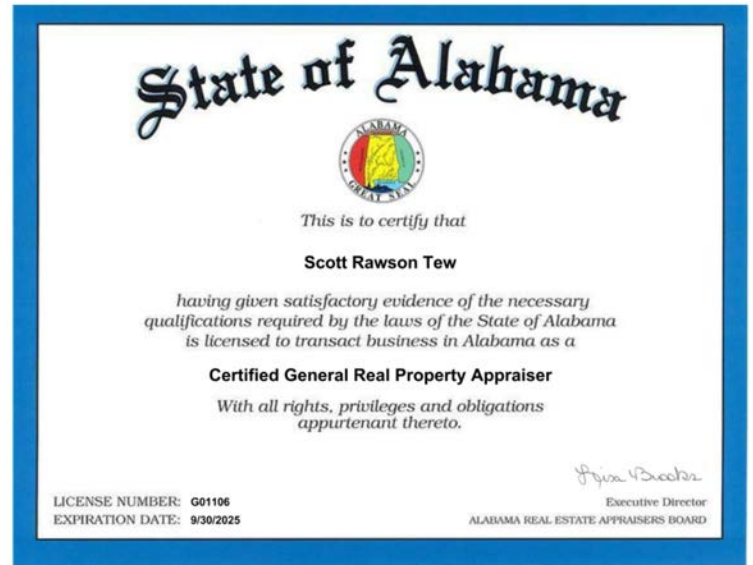 State of Alabama
ALABAMA
GREAT SEAL
This is to certify that
Scott Rawson Tew
having given satisfactory evidence of the necessary
qualifications required by the laws of the State of Alabama
is licensed to transact business in Alabama as a
Certified General Real Property Appraiser
With all rights, privileges and obligations
appurtenant thereto.
Brooks
LICENSE NUMBER: G01106
Executive Director
EXPIRATION DATE: 9/30/2025
ALABAMA REAL ESTATE APPRAISERS BOARD